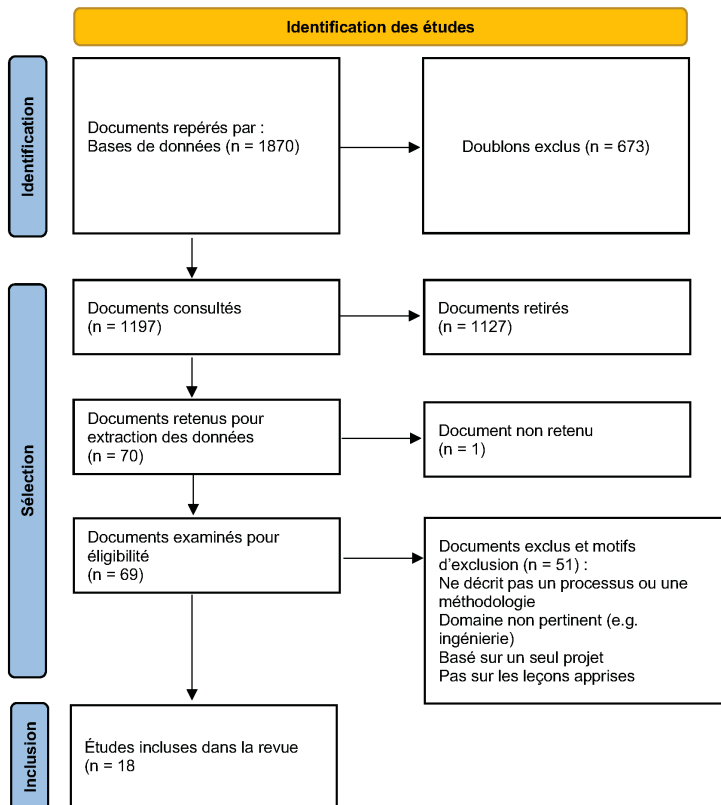 Identification des études
Identification
Documents repérés par :
Bases de données (n = 1870)
Doublons exclus (n = 673)
Sélection
Documents consultés
(n = 1197)
Documents retirés
(n = 1127)
Documents retenus pour
extraction des données
(n = 70)
Document non retenu
(n = 1)
Documents examinés pour
éligibilité
(n = 69)
Documents exclus et motifs
d'exclusion (n = 51) :
Ne décrit pas un processus ou une
méthodologie
Domaine non pertinent (e.g.
ingénierie)
Basé sur un seul projet
Pas sur les leçons apprises
Inclusion
Études incluses dans la revue
(n = 18